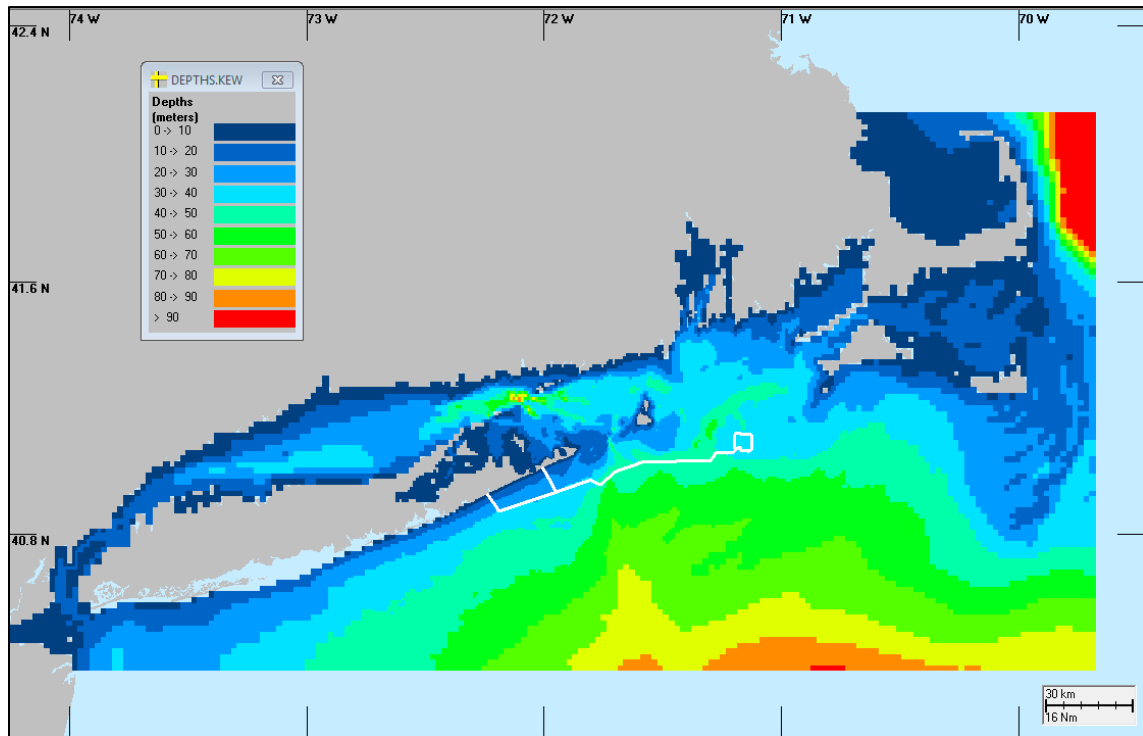 74 W 73 W 72 W 71 W 70 W
42.4 N
DEPTHS.KEW
Depths
(meters)
0 -> 10
10 -> 20
20 -> 30
30 -> 40
40 -> 50
50 -> 60
60 -> 70
70 -> 80
80 -> 90
> 90
41.6 N
40.8 N
30 km
16 Nm